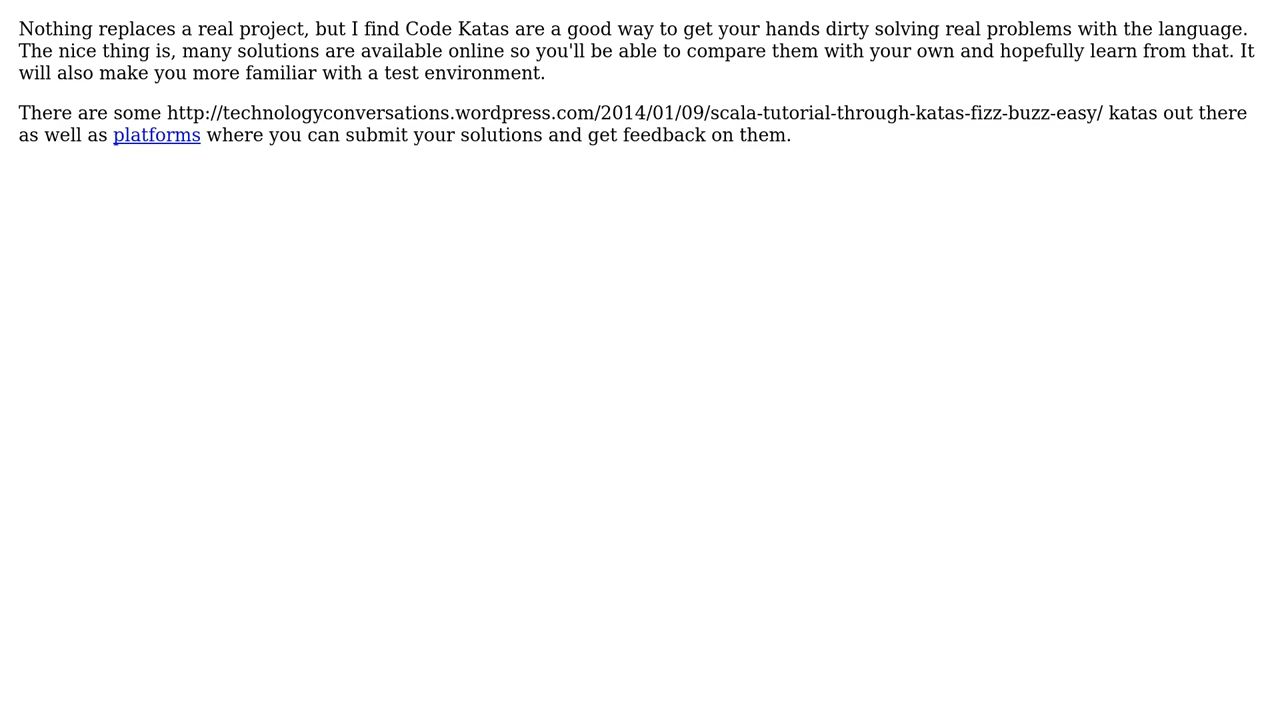 Nothing replaces a real project, but I find Code Katas are a good way to get your hands dirty solving real problems with the language.
The nice thing is, many solutions are available online so you'll be able to compare them with your own and hopefully learn from that. It
will also make you more familiar with a test environment.
There are some http://technologyconversations.wordpress.com/2014/01/09/scala-tutorial-through-katas-fizz-buzz-easy/ katas out there
as well as platforms where you can submit your solutions and get feedback on them.